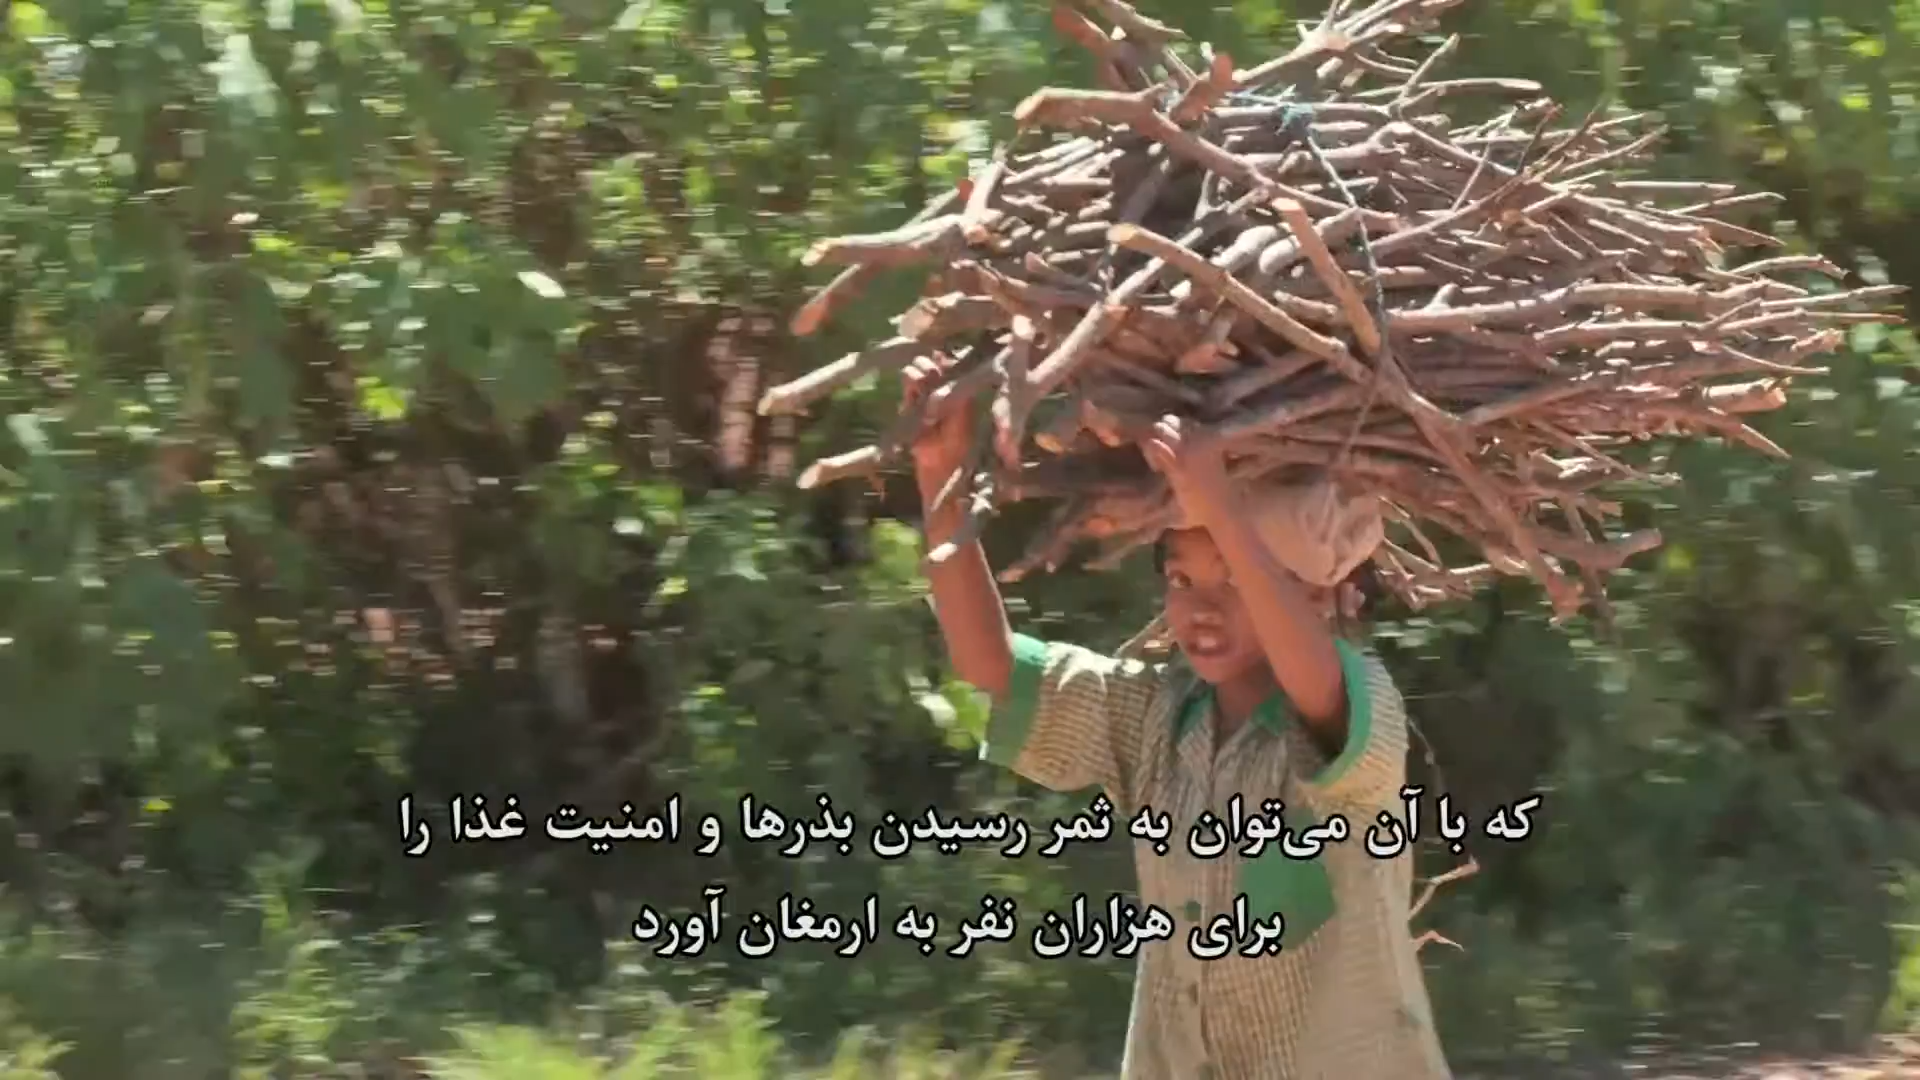 که با آن می‌توان به ثمر رسیدن بذرها و امنیت غذا را
برای هزاران نفر به ارمغان آورد